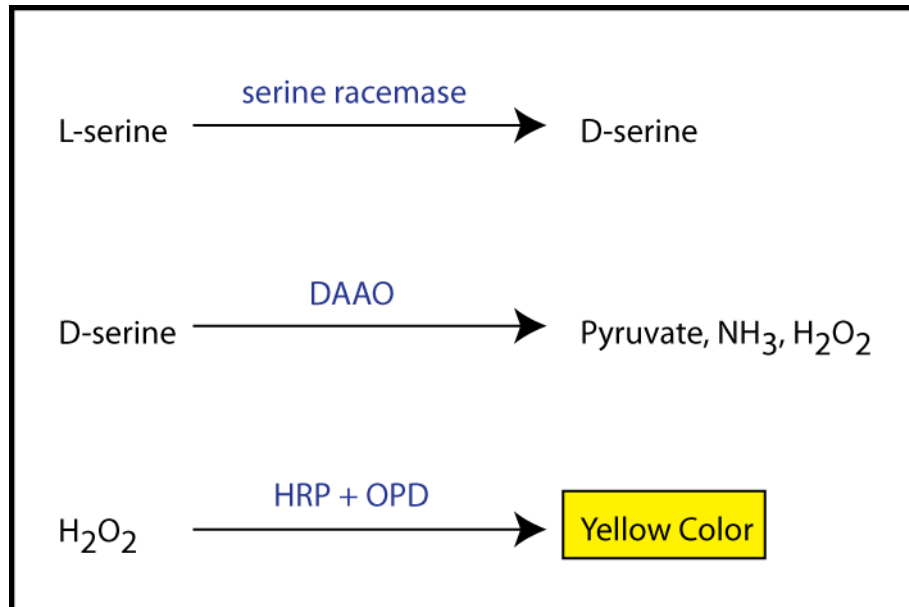 serine racemase
L-serine D-serine
DAAO
D-serine Pyruvate, NH₃, H₂O₂
HRP + OPD
H₂O₂ Yellow Color